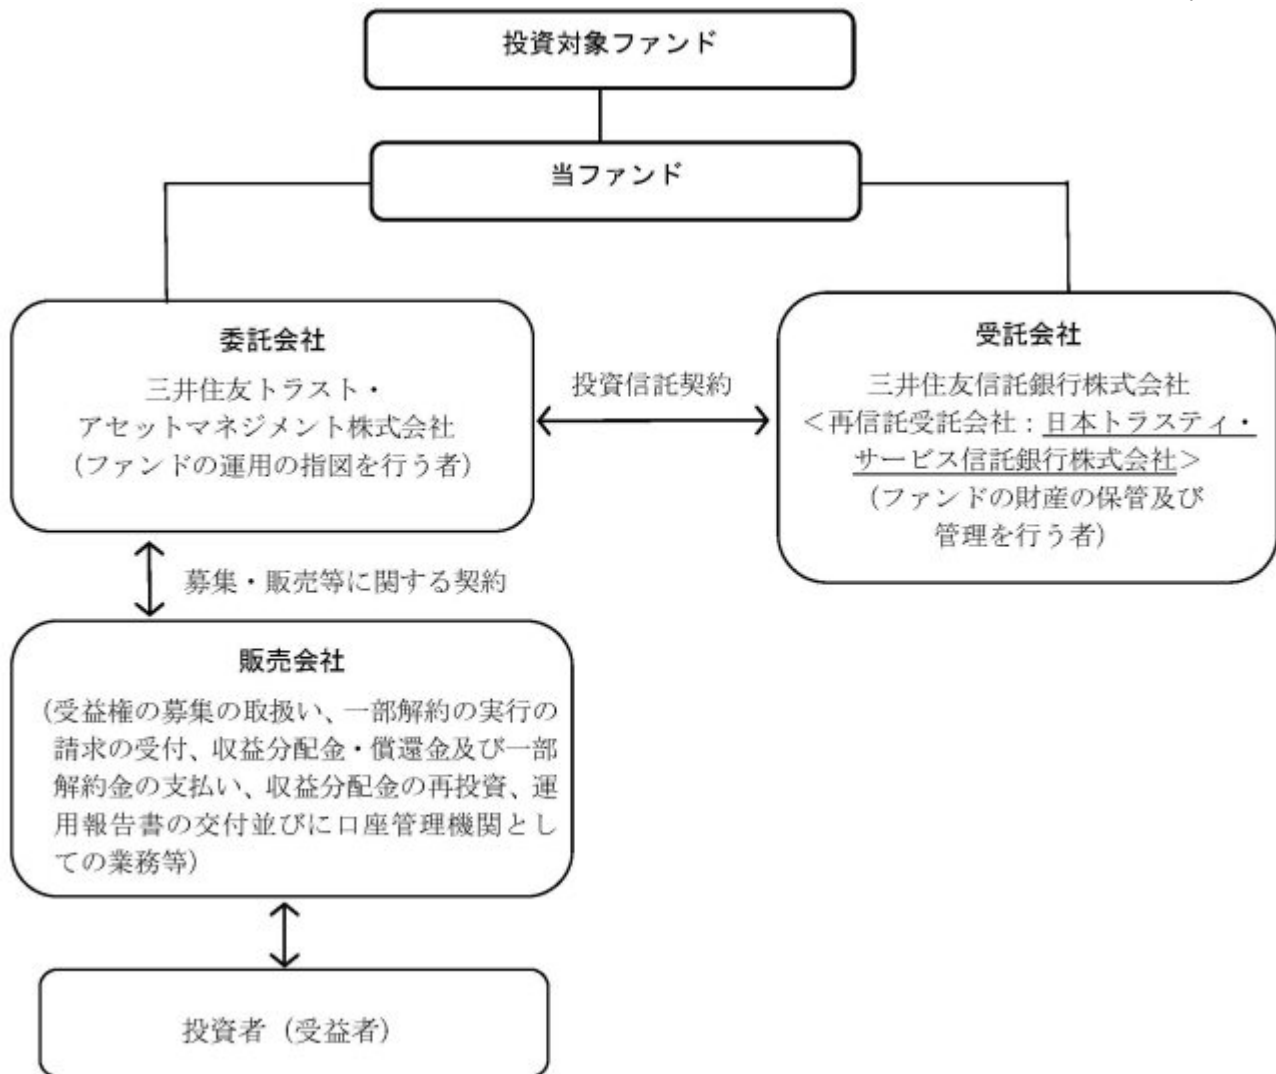 投資対象ファンド
当ファンド
委託会社
三井住友トラスト・
アセットマネジメント株式会社
（ファンドの運用の指図を行う者）
投資信託契約
受託会社
三井住友信託銀行株式会社
＜再信託受託会社：日本トラスティ・
サービス信託銀行株式会社＞
（ファンドの財産の保管及び
管理を行う者）
募集・販売等に関する契約
販売会社
（受益権の募集の取扱い、一部解約の実行の
請求の受付、収益分配金・償還金及び一部
解約金の支払い、収益分配金の再投資、運
用報告書の交付並びに口座管理機関とし
ての業務等）
投資者（受益者）